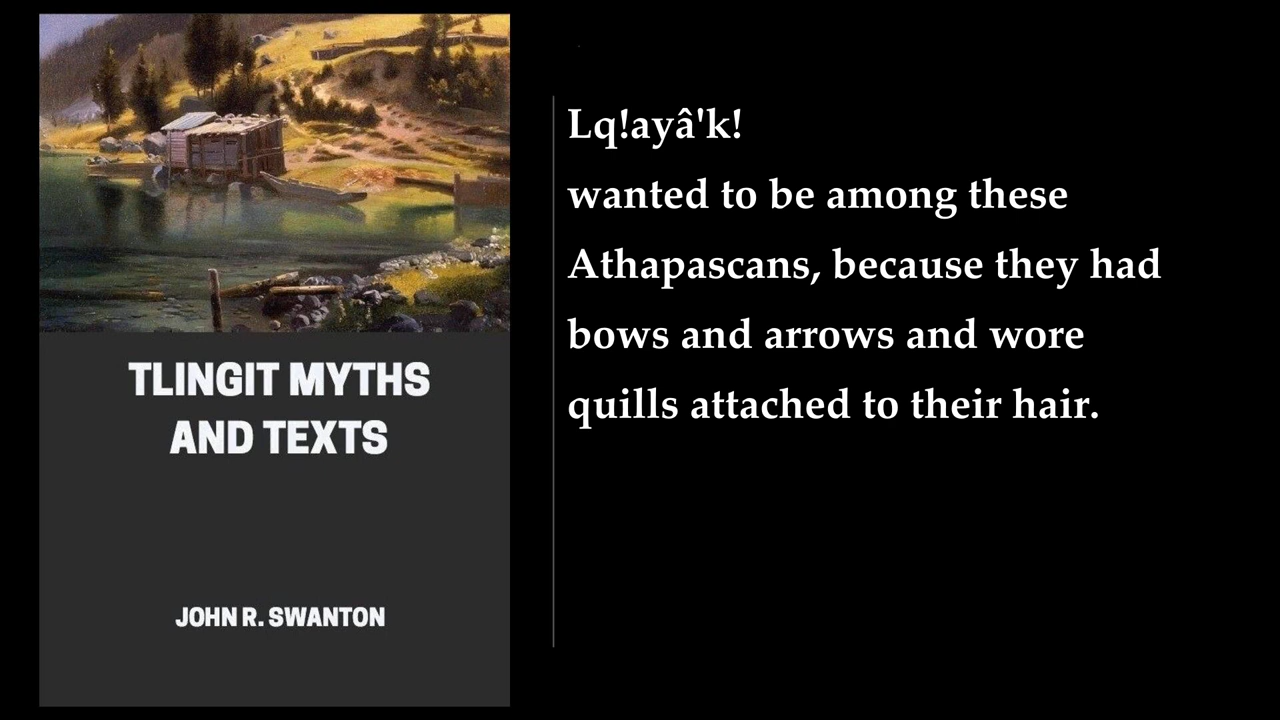 TLINGIT MYTHS
AND TEXTS
JOHN R. SWANTON
Lq!ayâ'k!
wanted to be among these
Athapascans, because they had
bows and arrows and wore
quills attached to their hair.